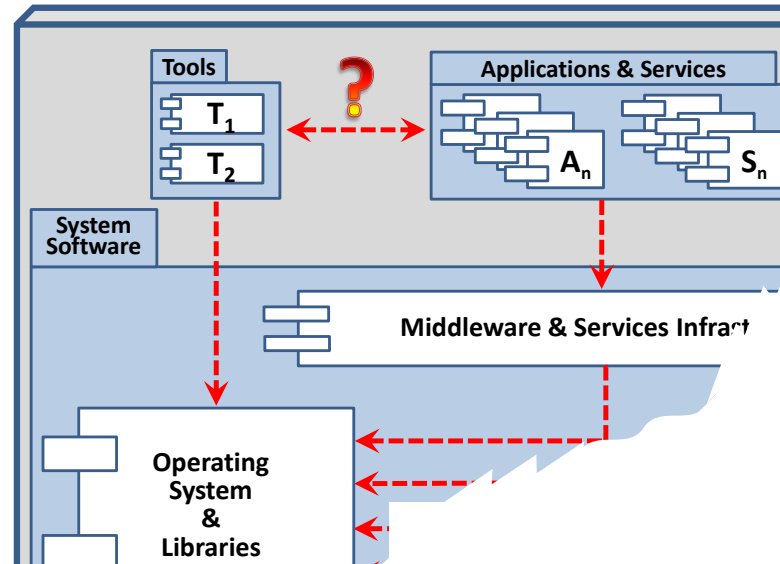 Tools
?
Applications & Services
T1
T2
An
Sn
System
Software
Middleware & Services
Operating
System
&
Libraries